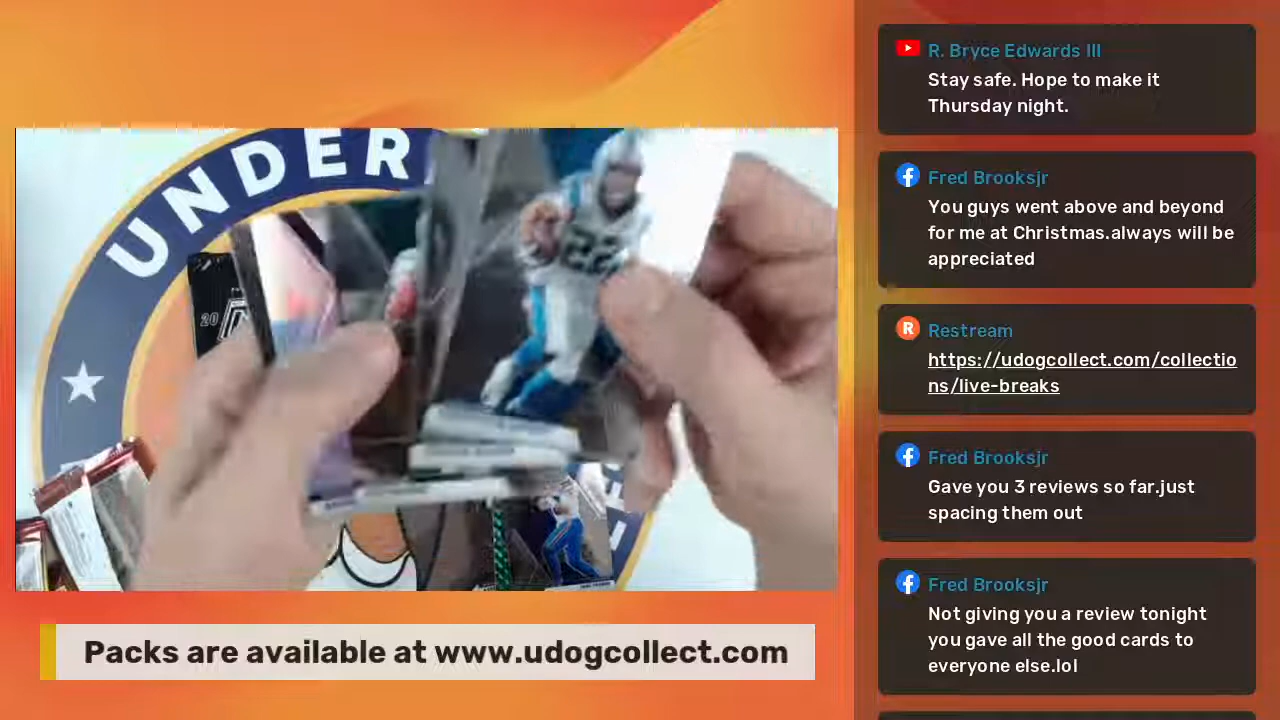 UNDER
20
22
Packs are available at www.udogcollect.com
R. Bryce Edwards III
Stay safe. Hope to make it
Thursday night.
Fred Brooksjr
You guys went above and beyond
for me at Christmas.always will be
appreciated
Restream
https://udogcollect.com/collectio
ns/live-breaks
Fred Brooksjr
Gave you 3 reviews so far.just
spacing them out
Fred Brooksjr
Not giving you a review tonight
you gave all the good cards to
everyone else.lol